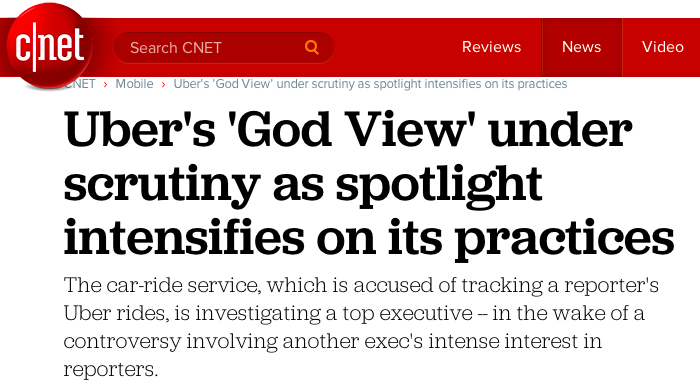 c|net
Search CNET
Reviews
News
Video
CNET › Mobile › Uber's 'God View' under scrutiny as spotlight intensifies on its practices
Uber's 'God View' under
scrutiny as spotlight
intensifies on its practices
The car-ride service, which is accused of tracking a reporter's
Uber rides, is investigating a top executive – in the wake of a
controversy involving another exec's intense interest in
reporters.